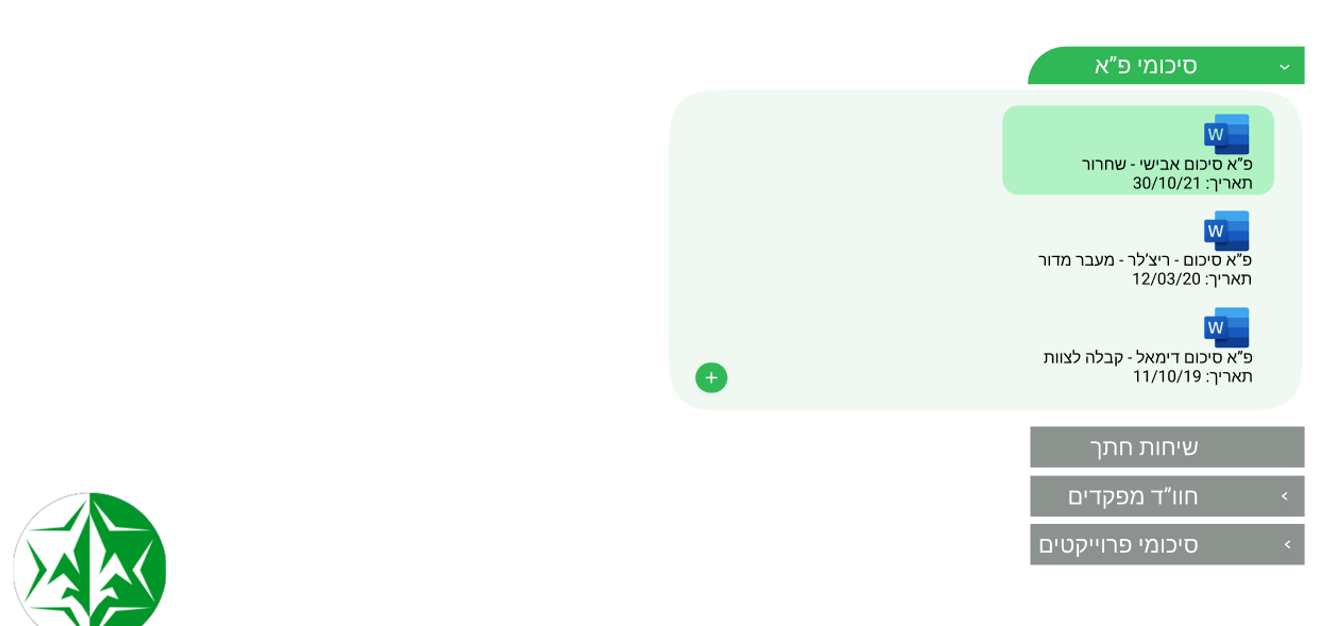 סיכומי פ"א
W
פ"א סיכום אבישי - שחרור
תאריך: 30/10/21
W
פ"א סיכום - ריצ'לר - מעבר מדור
תאריך: 12/03/20
W
פ"א סיכום דימאל - קבלה לצוות
תאריך: 11/10/19
שיחות חתך
חוו"ד מפקדים
סיכומי פרוייקטים